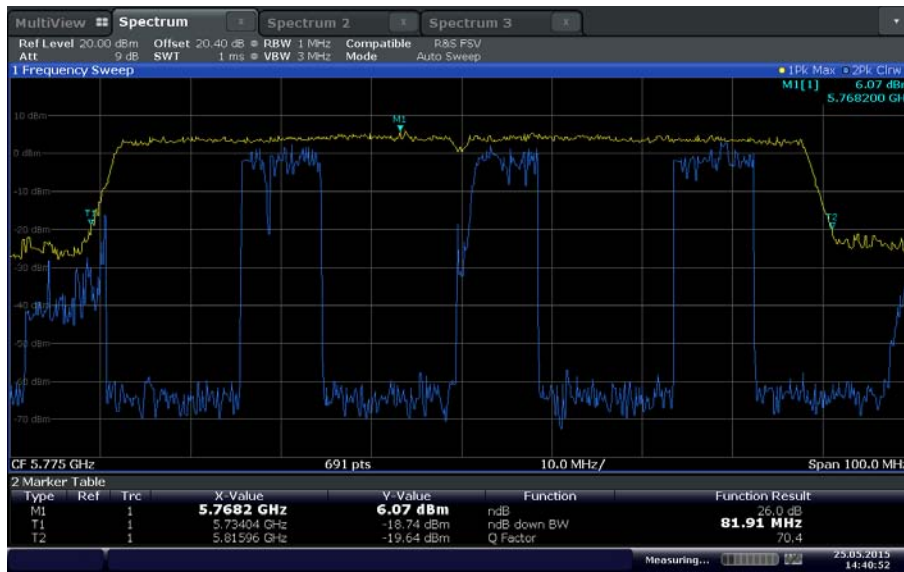 MultiView Spectrum x Spectrum 2 x Spectrum 3 x
Ref Level 20.00 dBm Offset 20.40 dB RBW 1 MHz Compatible R&S FSV
Att 9 dB SWT 1 ms VBW 3 MHz Mode Auto Sweep
1 Frequency Sweep 1Pk Max 2Pk Clrw
M1[1] 6.07 dBm
5.768200 GH
10 dBm
M1
0 dBm
-10 dBm
T1
T2
-20 dBm
-30 dBm
-40 dBm
-50 dBm
-60 dBm
-70 dBm
CF 5.775 GHz 691 pts 10.0 MHz/ Span 100.0 MH
2 Marker Table
Type Ref Trc X-Value Y-Value Function Function Result
M1 1 5.7682 GHz 6.07 dBm ndB 26.0 dB
T1 1 5.73404 GHz -18.74 dBm ndB down BW 81.91 MHz
T2 1 5.81596 GHz -19.64 dBm Q Factor 70.4
Measuring... 25.05.2015
14:40:52